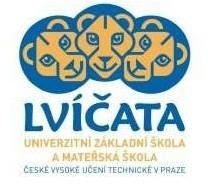 LVÍČATA
UNIVERZITNÍ ZÁKLADNÍ ŠKOLA
A MATEŘSKÁ ŠKOLA
ČESKÉ VYSOKÉ UČENÍ TECHNICKÉ V PRAZE